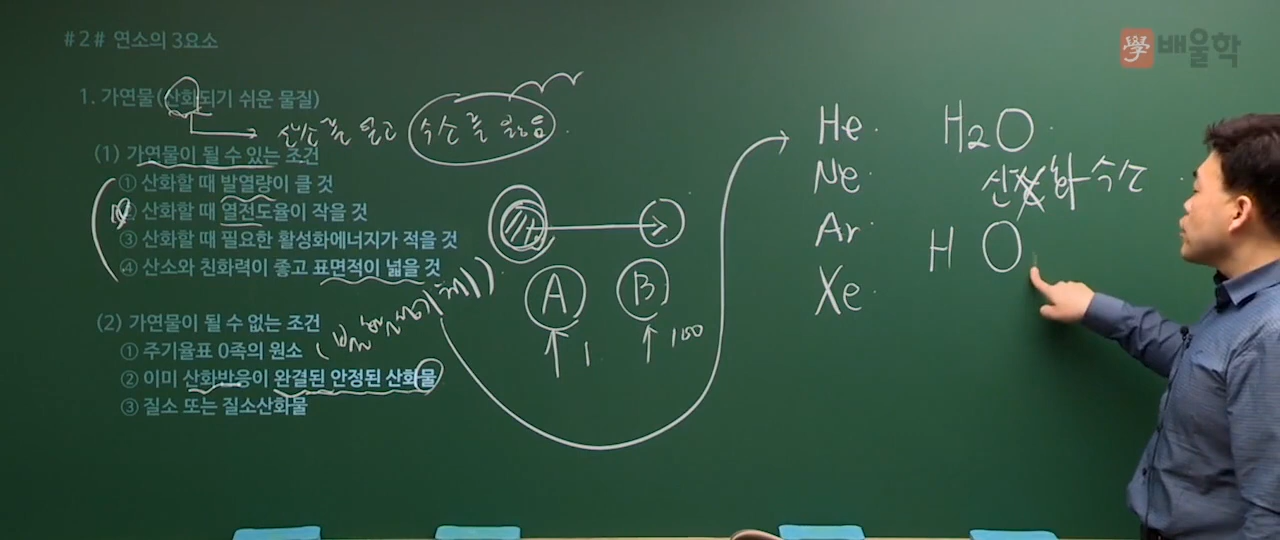 #2# 연소의 3요소
學 배울학
1. 가연물(산화되기 쉬운 물질)
산소를 얻고 수소를 잃음
(1) 가연물이 될 수 있는 조건
① 산화할 때 발열량이 클 것
② 산화할 때 열전도율이 작을 것
③ 산화할 때 필요한 활성화에너지가 적을 것
④ 산소와 친화력이 좋고 표면적이 넓을 것
(2) 가연물이 될 수 없는 조건
① 주기율표 0족의 원소
② 이미 산화반응이 완결된 안정된 산화물
③ 질소 또는 질소산화물
A
B
1
100
He
Ne
Ar
Xe
H2O
산화수소
H O